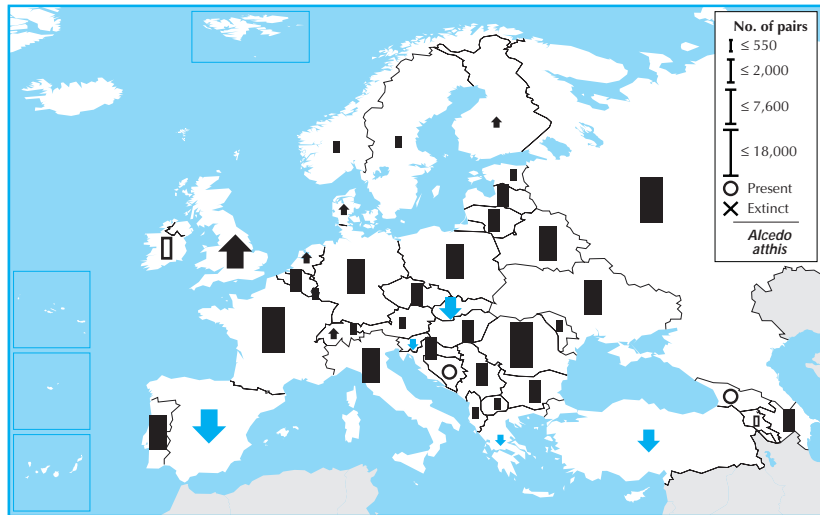 No. of pairs
≤ 550
≤ 2,000
≤ 7,600
≤ 18,000
Present
Extinct
Alcedo
atthis